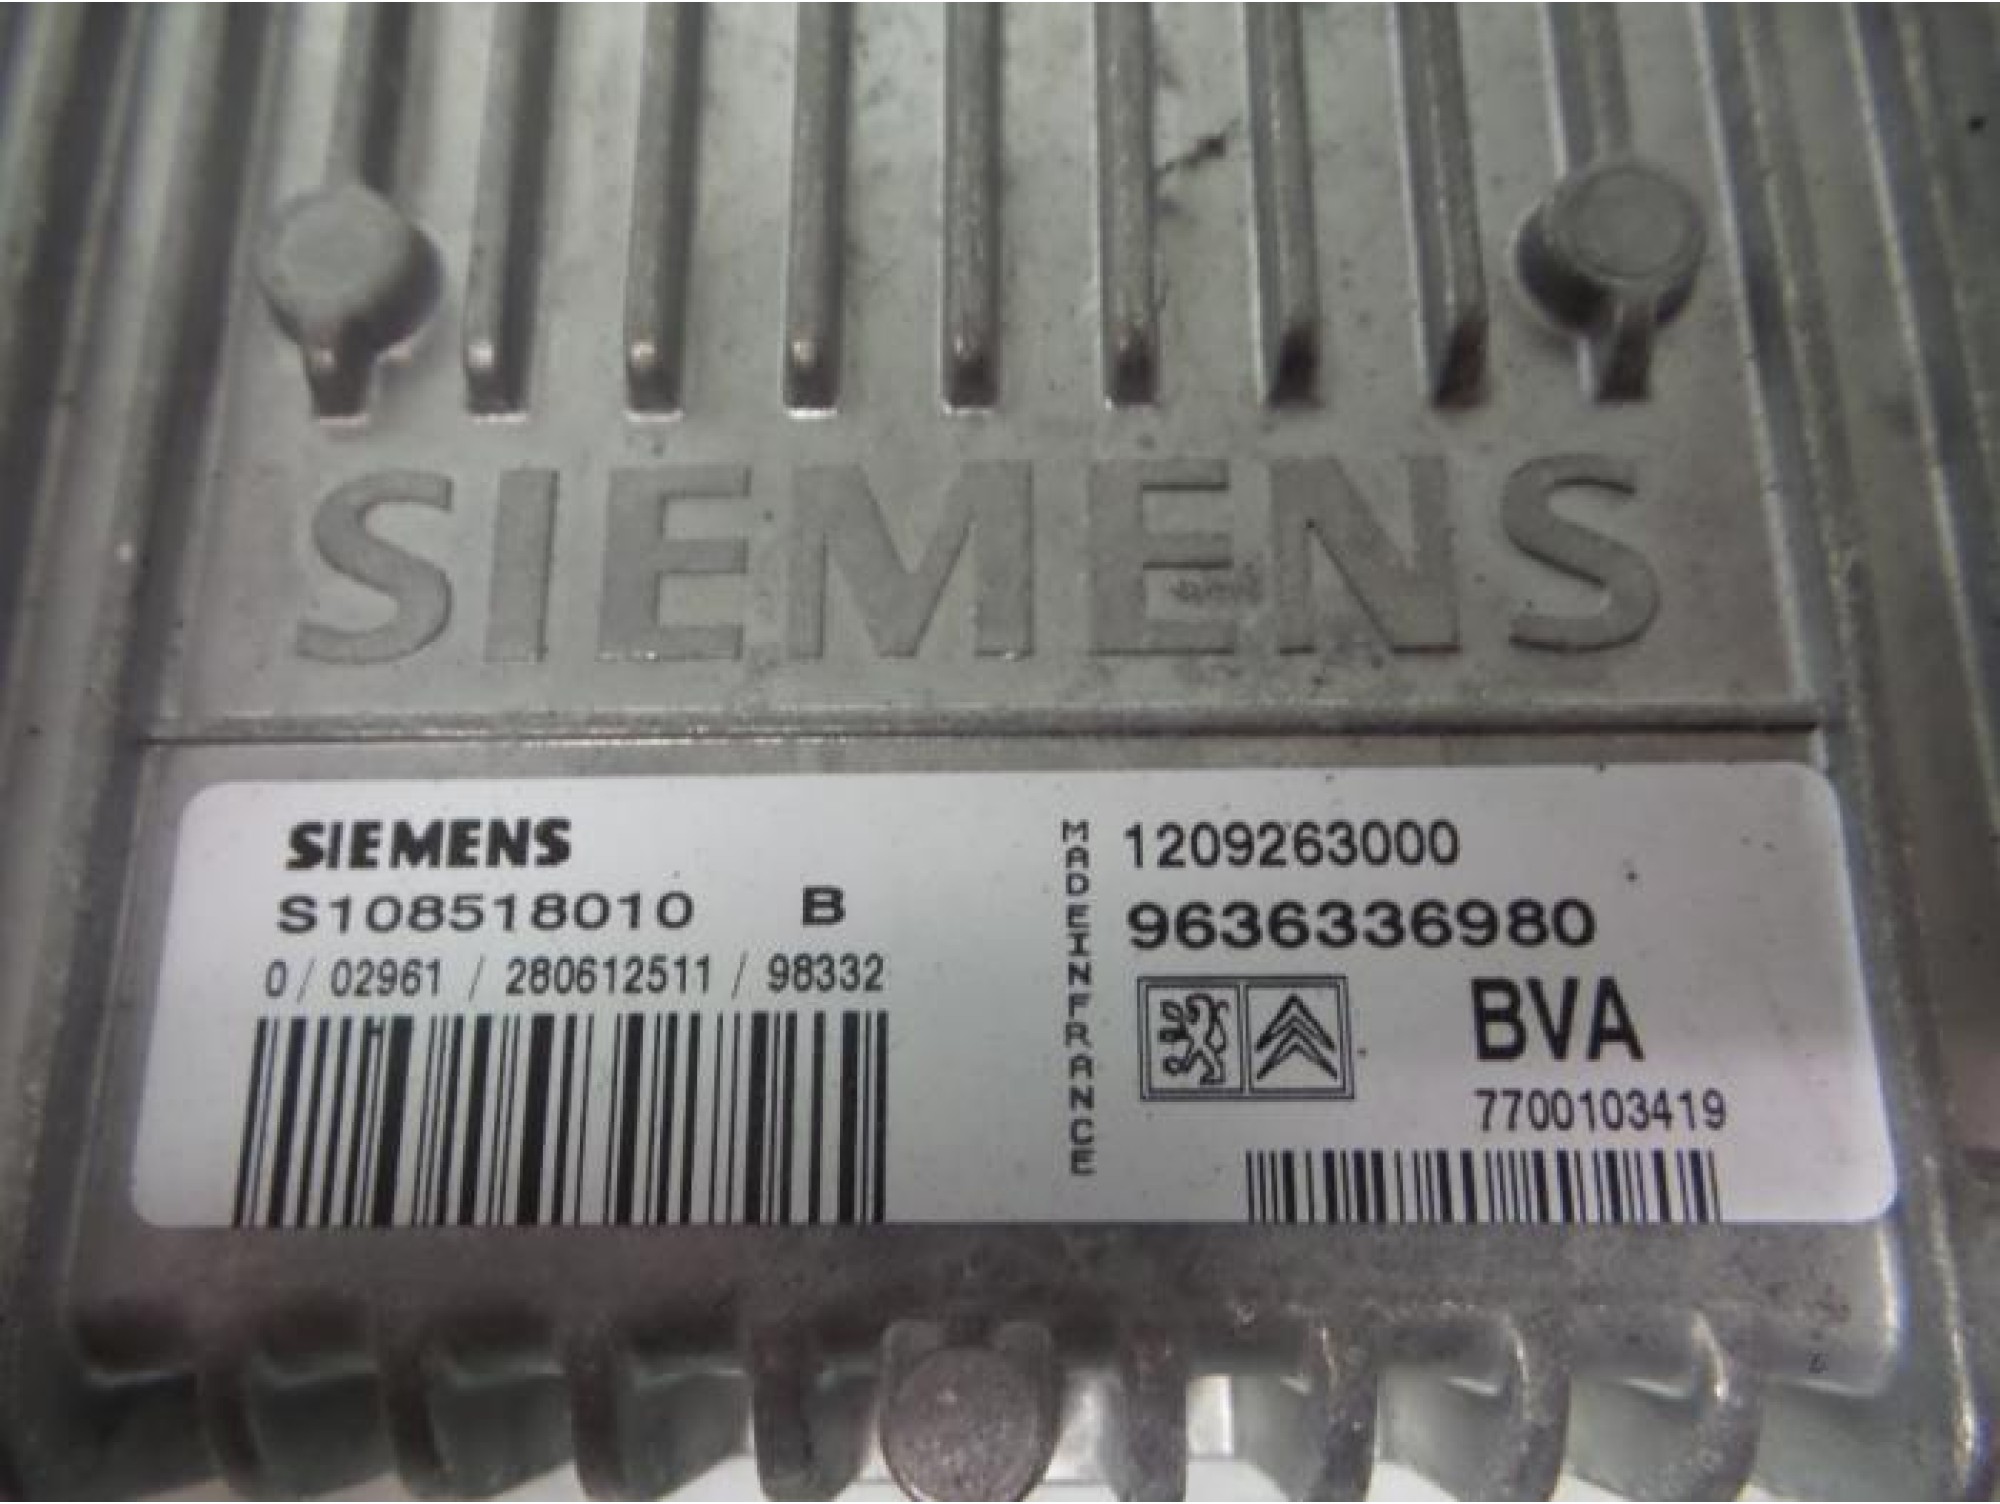 SIEMENS
SIEMENS
S108518010 B
0 / 02961 / 280612511 / 98332
MADE IN FRANCE
1209263000
9636336980
BVA
7700103419